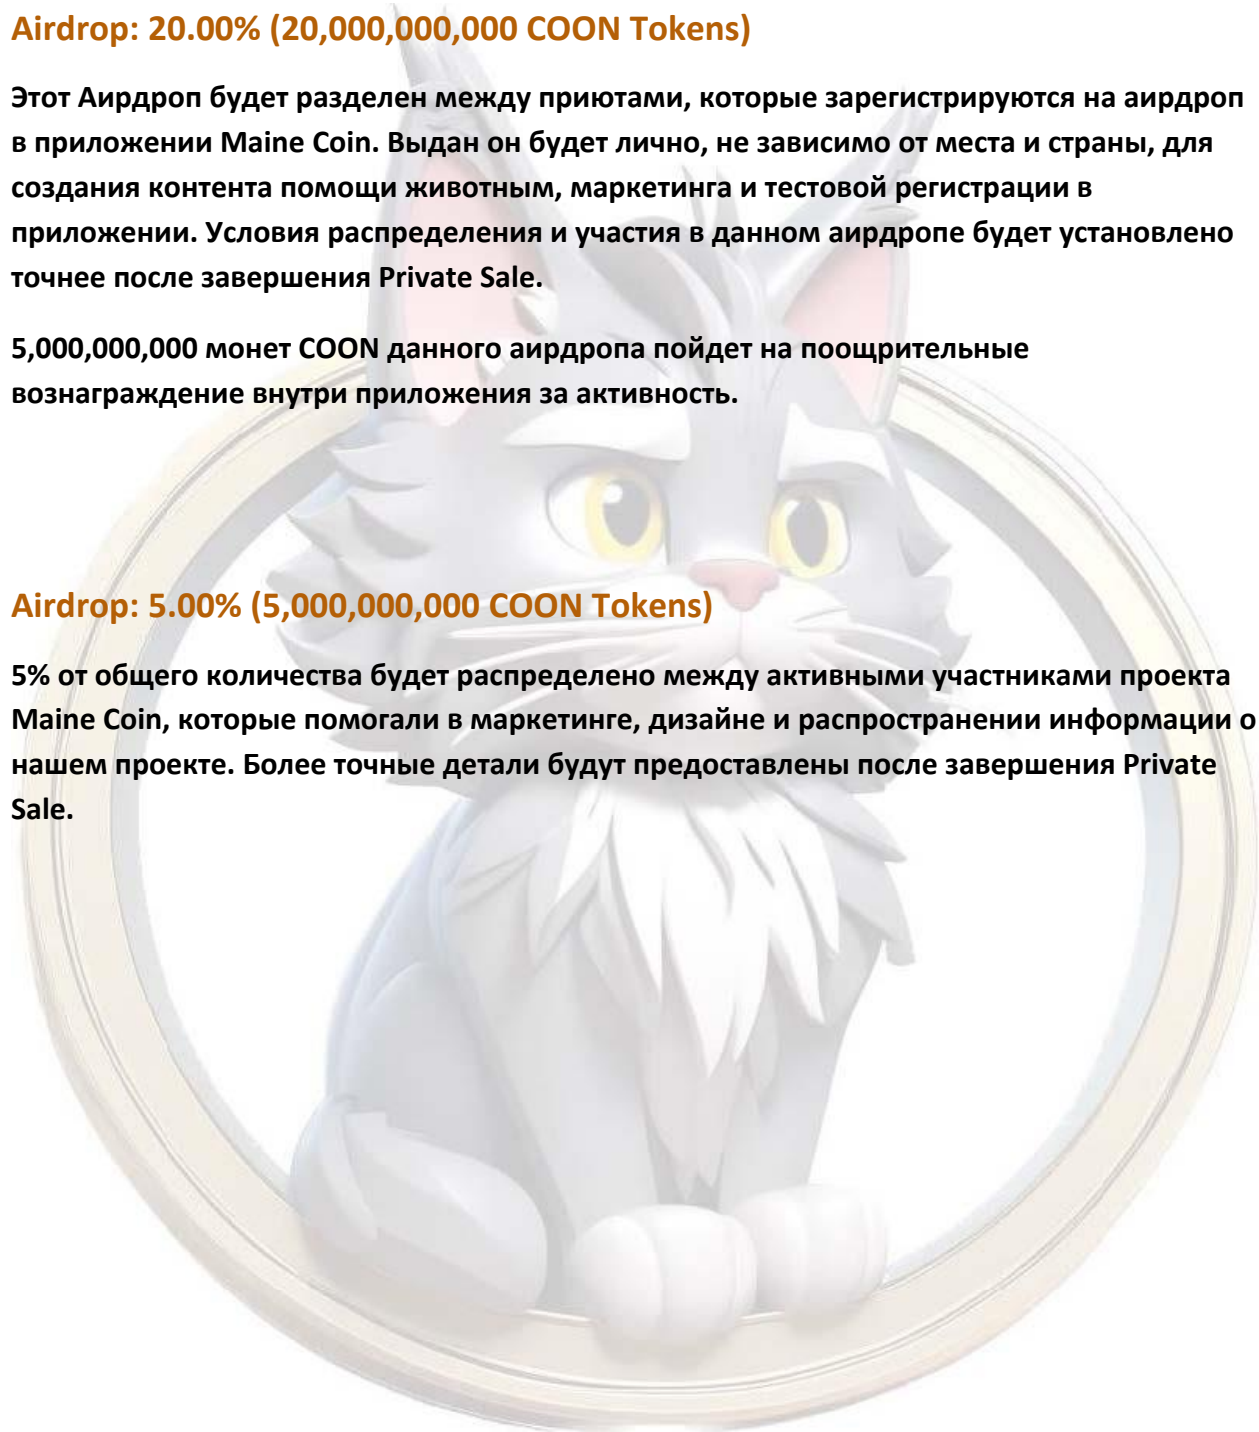 Airdrop: 20.00% (20,000,000,000 COON Tokens)
Этот Аирдроп будет разделен между приютами, которые зарегистрируются на аирдроп
в приложении Maine Coin. Выдан он будет лично, не зависимо от места и страны, для
создания контента помощи животным, маркетинга и тестовой регистрации в
приложении. Условия распределения и участия в данном аирдропе будет установлено
точнее после завершения Private Sale.
5,000,000,000 монет COON данного аирдропа пойдет на поощрительные
вознаграждение внутри приложения за активность.
Airdrop: 5.00% (5,000,000,000 COON Tokens)
5% от общего количества будет распределено между активными участниками проекта
Maine Coin, которые помогали в маркетинге, дизайне и распространении информации о
нашем проекте. Более точные детали будут предоставлены после завершения Private
Sale.